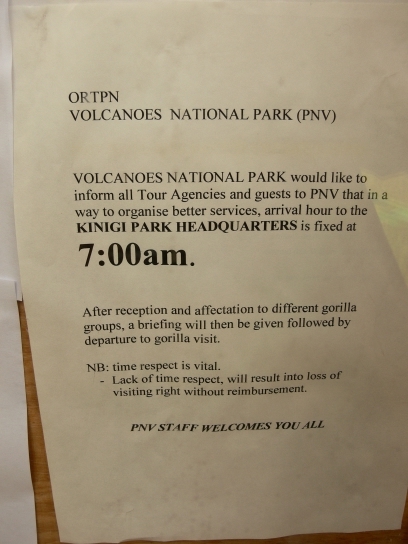 ORTPN
VOLCANOES NATIONAL PARK (PNV)
VOLCANOES NATIONAL PARK would like to
inform all Tour Agencies and guests to PNV that in a
way to organise better services, arrival hour to the
KINIGI PARK HEADQUARTERS is fixed at
7:00am.
After reception and affectation to different gorilla
groups, a briefing will then be given followed by
departure to gorilla visit.
NB: time respect is vital.
- Lack of time respect, will result into loss of
visiting right without reimbursement.
PNV STAFF WELCOMES YOU ALL